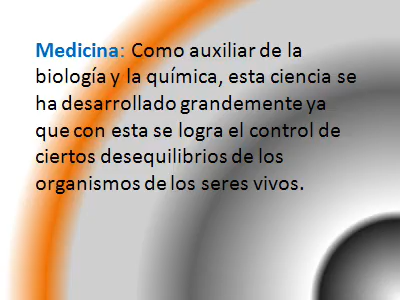 Medicina: Como auxiliar de la
biología y la química, esta ciencia se
ha desarrollado grandemente ya
que con esta se logra el control de
ciertos desequilibrios de los
organismos de los seres vivos.